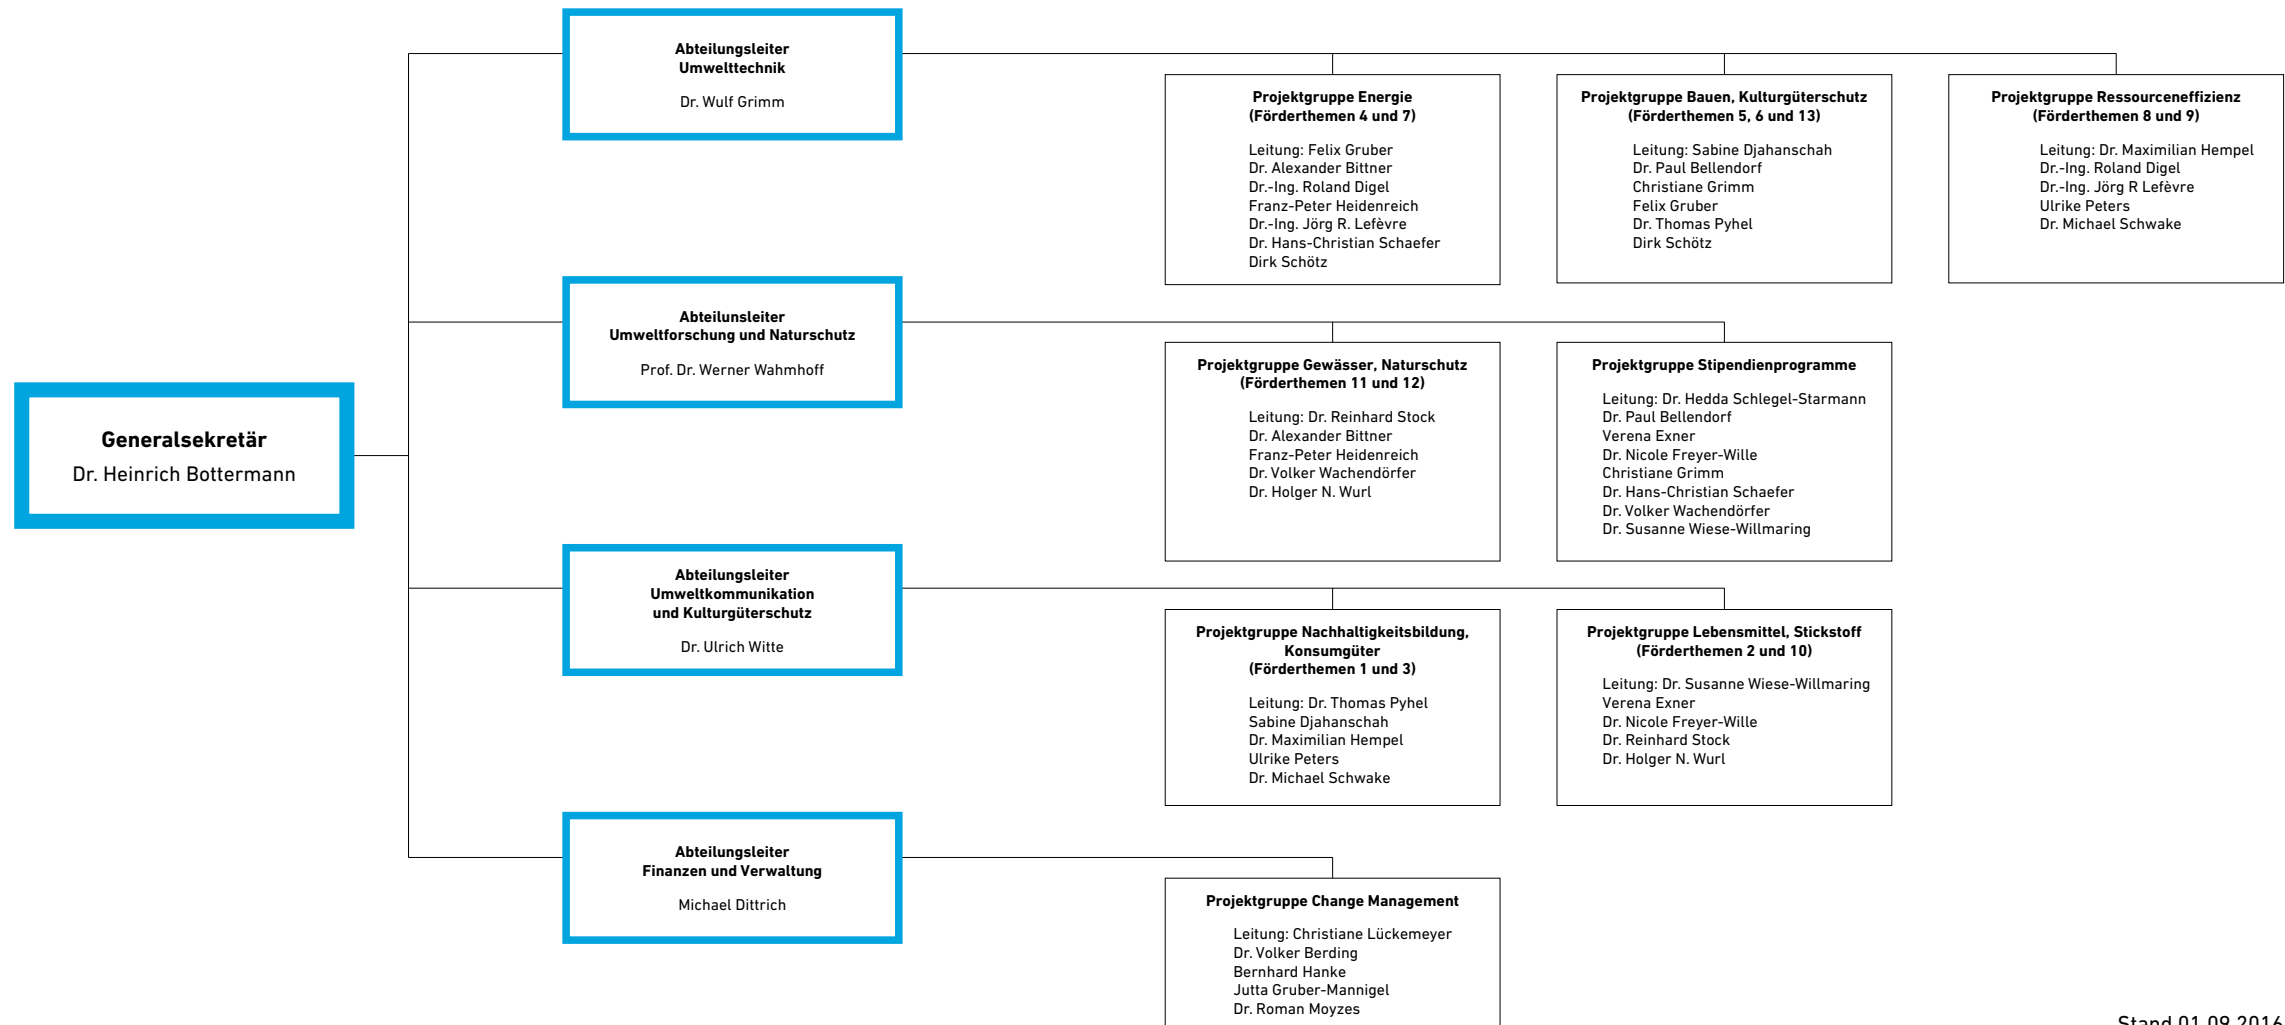 Abteilungsleiter
Umwelttechnik
Dr. Wulf Grimm
Projektgruppe Energie
(Förderthemen 4 und 7)
Leitung: Felix Gruber
Dr. Alexander Bittner
Dr.-Ing. Roland Digel
Franz-Peter Heidenreich
Dr.-Ing. Jörg R. Lefèvre
Dr. Hans-Christian Schaefer
Dirk Schötz
Projektgruppe Bauen, Kulturgüterschutz
(Förderthemen 5, 6 und 13)
Leitung: Sabine Djahanschah
Dr. Paul Bellendorf
Christiane Grimm
Felix Gruber
Dr. Thomas Pyhel
Dirk Schötz
Projektgruppe Ressourceneffizienz
(Förderthemen 8 und 9)
Leitung: Dr. Maximilian Hempel
Dr.-Ing. Roland Digel
Dr.-Ing. Jörg R Lefèvre
Ulrike Peters
Dr. Michael Schwake
Abteilunsleiter
Umweltforschung und Naturschutz
Prof. Dr. Werner Wahmhoff
Projektgruppe Gewässer, Naturschutz
(Förderthemen 11 und 12)
Leitung: Dr. Reinhard Stock
Dr. Alexander Bittner
Franz-Peter Heidenreich
Dr. Volker Wachendörfer
Dr. Holger N. Wurl
Projektgruppe Stipendienprogramme
Leitung: Dr. Hedda Schlegel-Starmann
Dr. Paul Bellendorf
Verena Exner
Dr. Nicole Freyer-Wille
Christiane Grimm
Dr. Hans-Christian Schaefer
Dr. Volker Wachendörfer
Dr. Susanne Wiese-Willmaring
Generalsekretär
Dr. Heinrich Bottermann
Abteilungsleiter
Umweltkommunikation
und Kulturgüterschutz
Dr. Ulrich Witte
Projektgruppe Nachhaltigkeitsbildung,
Konsumgüter
(Förderthemen 1 und 3)
Leitung: Dr. Thomas Pyhel
Sabine Djahanschah
Dr. Maximilian Hempel
Ulrike Peters
Dr. Michael Schwake
Projektgruppe Lebensmittel, Stickstoff
(Förderthemen 2 und 10)
Leitung: Dr. Susanne Wiese-Willmaring
Verena Exner
Dr. Nicole Freyer-Wille
Dr. Reinhard Stock
Dr. Holger N. Wurl
Abteilungsleiter
Finanzen und Verwaltung
Michael Dittrich
Projektgruppe Change Management
Leitung: Christiane Lückemeyer
Dr. Volker Berding
Bernhard Hanke
Jutta Gruber-Mannigel
Dr. Roman Moyzes
Stand 01.09.2016